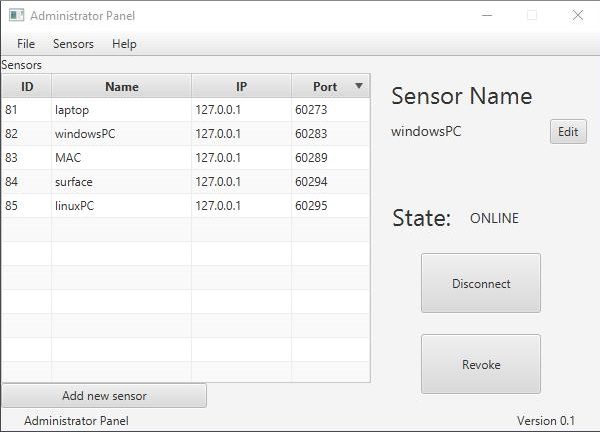 Administrator Panel
File Sensors Help
Sensors
ID Name IP Port
81 laptop 127.0.0.1 60273
82 windowsPC 127.0.0.1 60283
83 MAC 127.0.0.1 60289
84 surface 127.0.0.1 60294
85 linuxPC 127.0.0.1 60295
Add new sensor
Sensor Name
windowsPC Edit
State: ONLINE
Disconnect
Revoke
Administrator Panel Version 0.1